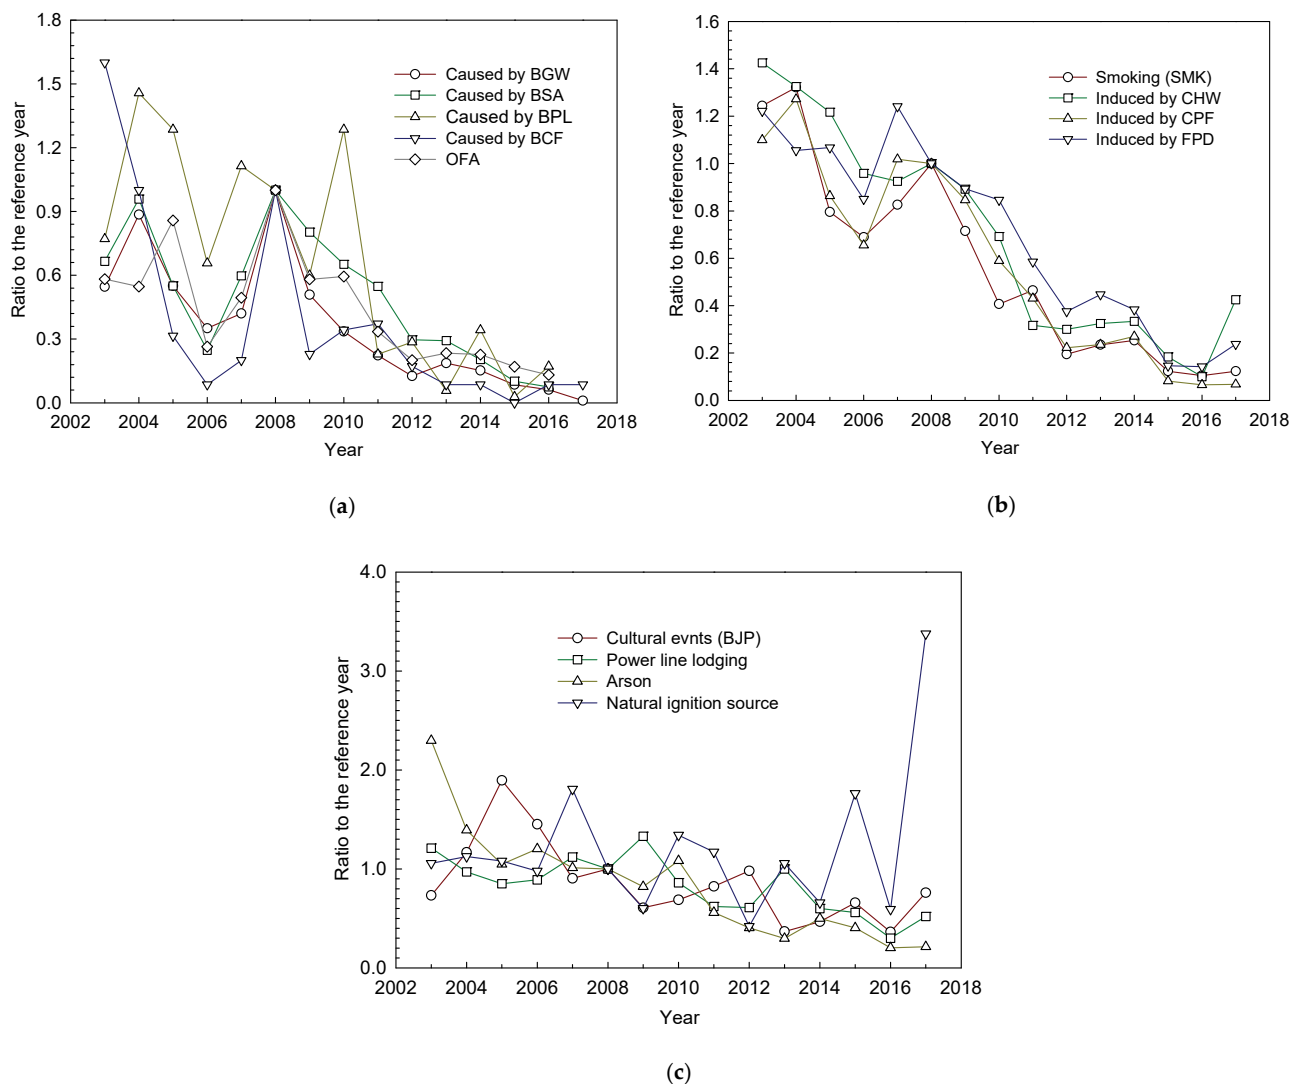 1.8
1.5
1.2
0.9
0.6
0.3
0.0
Ratio to the reference year
Caused by BGW
Caused by BSA
Caused by BPL
Caused by BCF
OFA
2002 2004 2006 2008 2010 2012 2014 2016 2018
Year
(a)
1.6
1.4
1.2
1.0
0.8
0.6
0.4
0.2
0.0
Ratio to the reference year
Smoking (SMK)
Induced by CHW
Induced by CPF
Induced by FPD
2002 2004 2006 2008 2010 2012 2014 2016 2018
Year
(b)
4.0
3.0
2.0
1.0
0.0
Ratio to the reference year
Cultural evnts (BJP)
Power line lodging
Arson
Natural ignition source
2002 2004 2006 2008 2010 2012 2014 2016 2018
Year
(c)